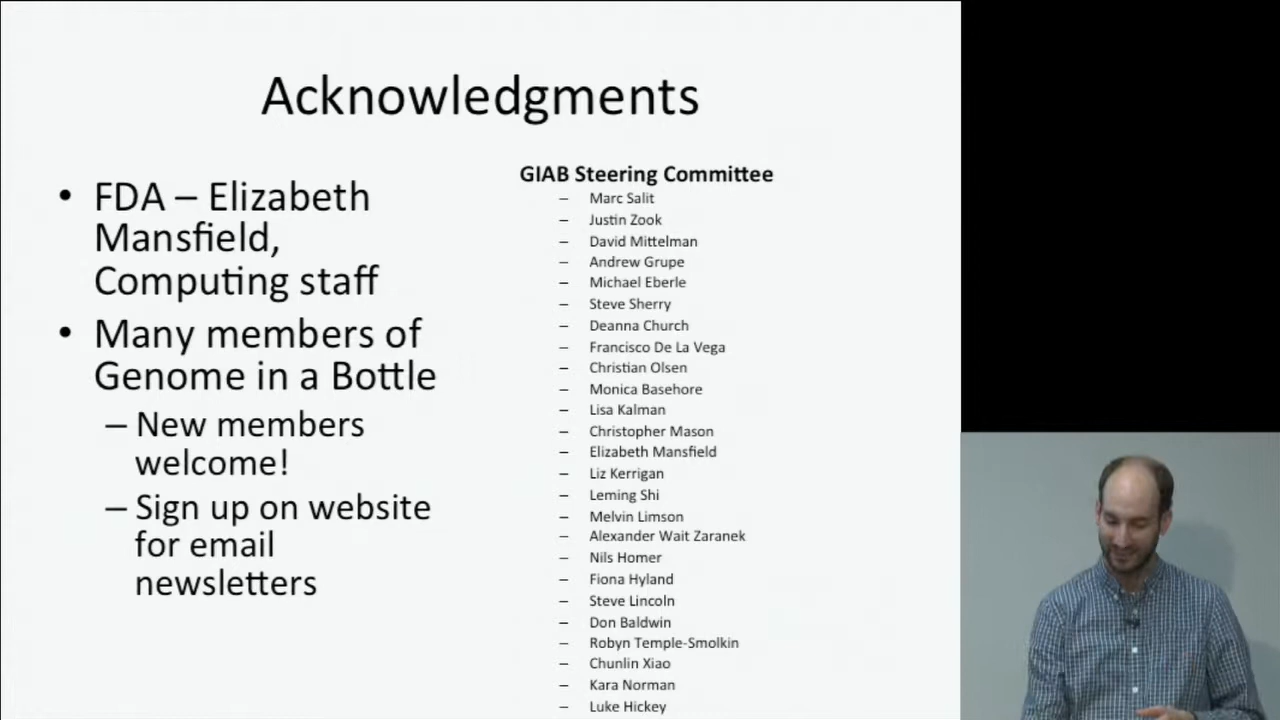 Acknowledgments
• FDA – Elizabeth
Mansfield,
Computing staff
• Many members of
Genome in a Bottle
– New members
welcome!
– Sign up on website
for email
newsletters
GIAB Steering Committee
– Marc Salit
– Justin Zook
– David Mittelman
– Andrew Grupe
– Michael Eberle
– Steve Sherry
– Deanna Church
– Francisco De La Vega
– Christian Olsen
– Monica Basehore
– Lisa Kalman
– Christopher Mason
– Elizabeth Mansfield
– Liz Kerrigan
– Leming Shi
– Melvin Limson
– Alexander Wait Zaranek
– Nils Homer
– Fiona Hyland
– Steve Lincoln
– Don Baldwin
– Robyn Temple-Smolkin
– Chunlin Xiao
– Kara Norman
– Luke Hickey